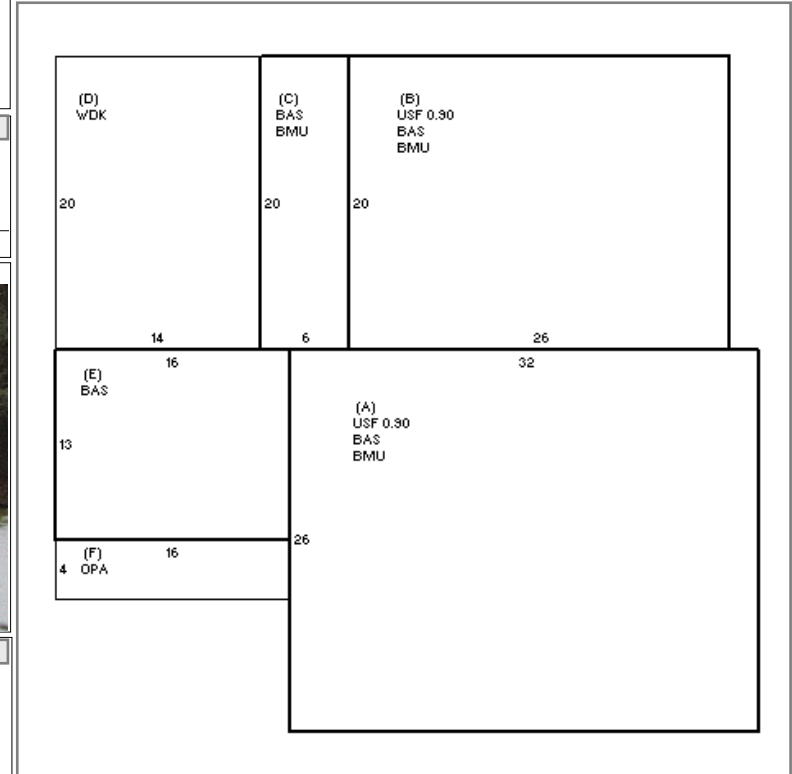 (D)
WDK
20
14
(C)
BAS
BMU
20
6
(B)
USF 0.90
BAS
BMU
20
26
16
(E)
BAS
13
32
(A)
USF 0.90
BAS
BMU
26
(F)
16
4 OPA